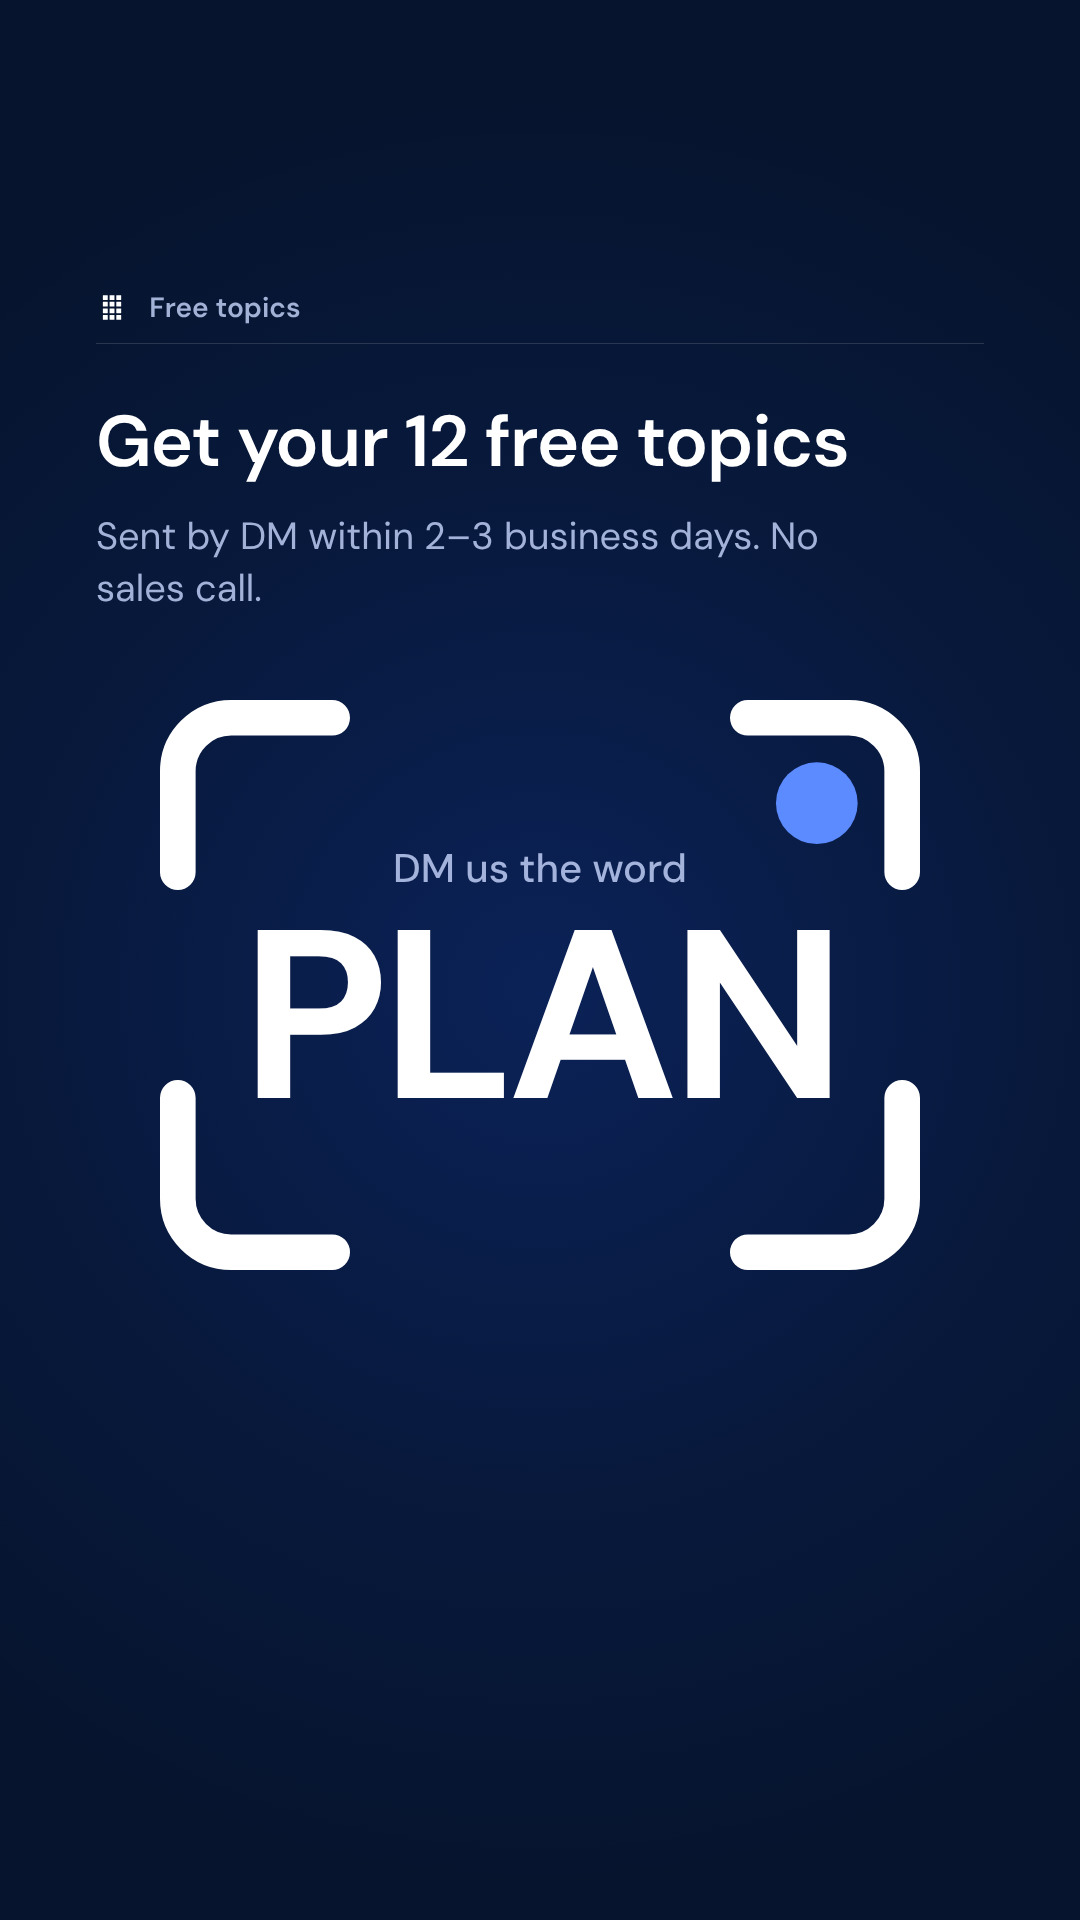 Free topics
Get your 12 free topics
Sent by DM within 2–3 business days. No
sales call.
DM us the word
PLAN